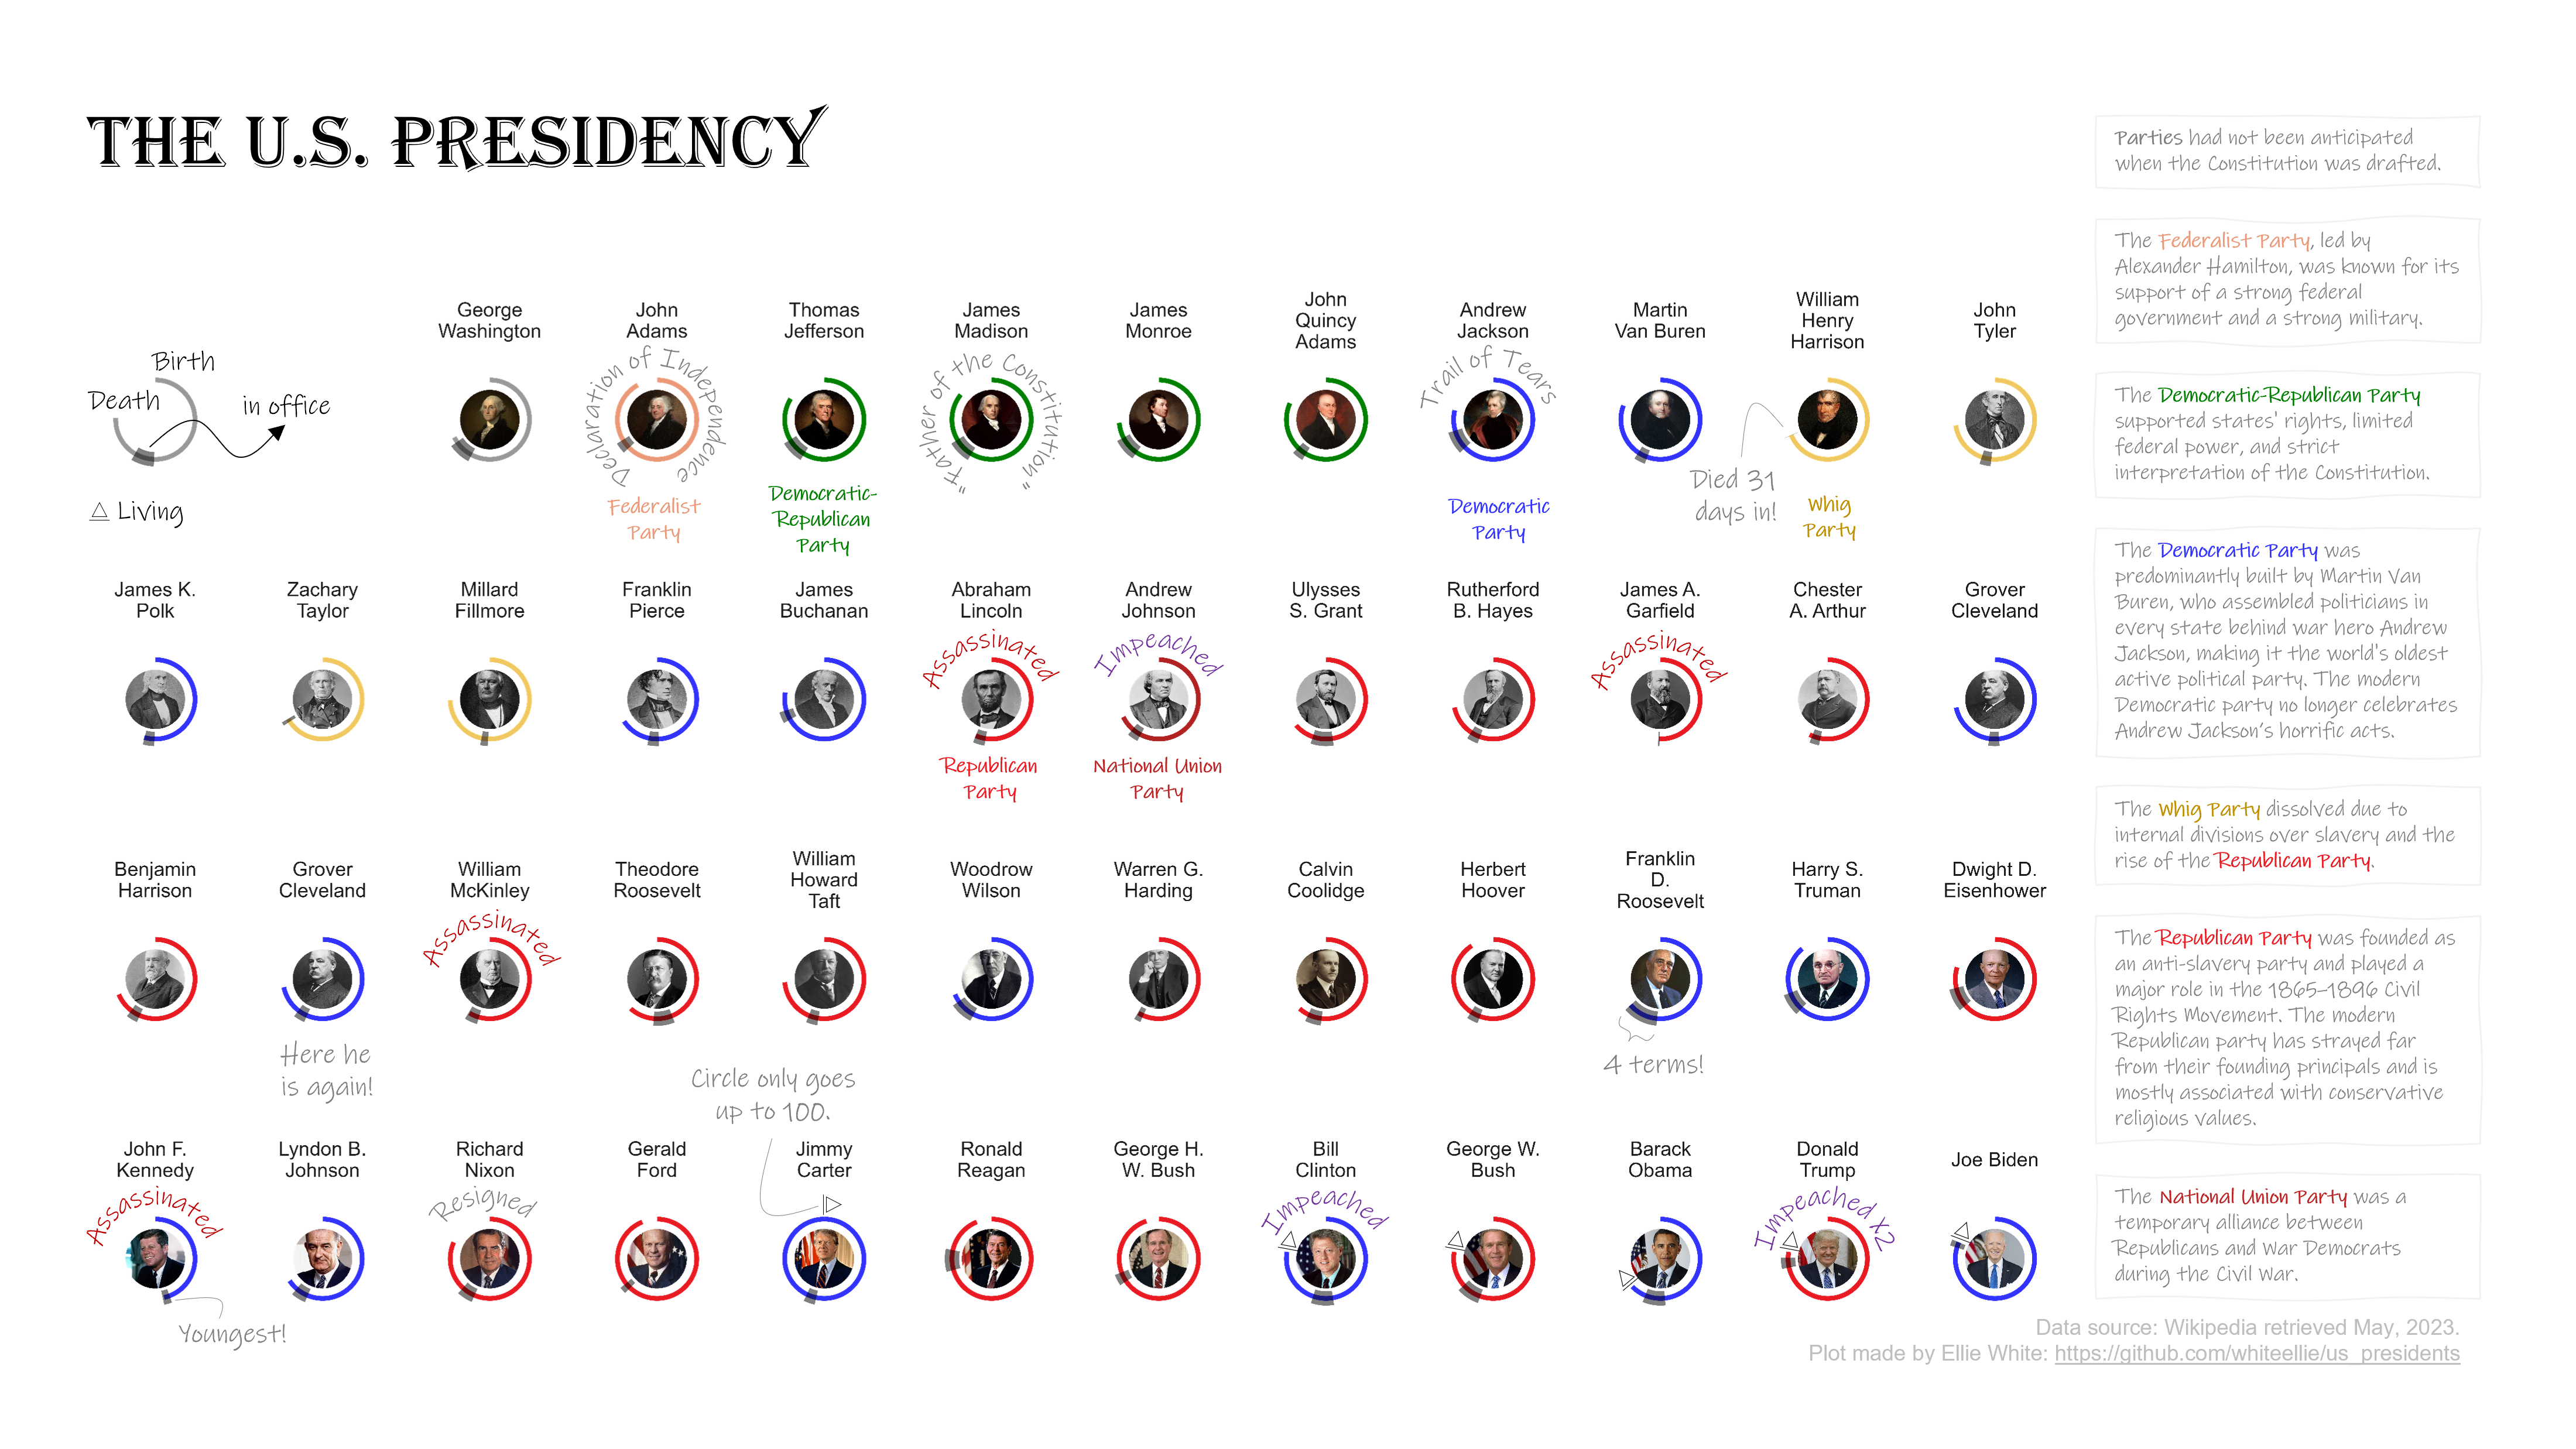 THE U.S. PRESIDENCY
Birth
Death
in office
Living
George
Washington
John
Adams
Declaration of Independence
Federalist
Party
Thomas
Jefferson
Democratic-
Republican
Party
James
Madison
"Father of the Constitution"
James
Monroe
John
Quincy
Adams
Andrew
Jackson
Trail of Tears
Democratic
Party
Martin
Van Buren
William
Henry
Harrison
Died 31
days in!
Whig
Party
John
Tyler
James K.
Polk
Zachary
Taylor
Millard
Fillmore
Franklin
Pierce
James
Buchanan
Abraham
Lincoln
Assassinated
Republican
Party
Andrew
Johnson
Impeached
National Union
Party
Ulysses
S. Grant
Rutherford
B. Hayes
James A.
Garfield
Assassinated
Chester
A. Arthur
Grover
Cleveland
Benjamin
Harrison
Grover
Cleveland
Here he
is again!
William
McKinley
Assassinated
Theodore
Roosevelt
William
Howard
Taft
Woodrow
Wilson
Warren G.
Harding
Calvin
Coolidge
Herbert
Hoover
Franklin
D.
Roosevelt
4 terms!
Harry S.
Truman
Dwight D.
Eisenhower
John F.
Kennedy
Assassinated
Youngest!
Lyndon B.
Johnson
Richard
Nixon
Resigned
Gerald
Ford
Circle only goes
up to 100.
Jimmy
Carter
Ronald
Reagan
George H.
W. Bush
Bill
Clinton
Impeached
George W.
Bush
Barack
Obama
Donald
Trump
Impeached X2
Joe Biden
Parties had not been anticipated
when the Constitution was drafted.
The Federalist Party, led by
Alexander Hamilton, was known for its
support of a strong federal
government and a strong military.
The Democratic-Republican Party
supported states' rights, limited
federal power, and strict
interpretation of the Constitution.
The Democratic Party was
predominantly built by Martin Van
Buren, who assembled politicians in
every state behind war hero Andrew
Jackson, making it the world's oldest
active political party. The modern
Democratic party no longer celebrates
Andrew Jackson's horrific acts.
The Whig Party dissolved due to
internal divisions over slavery and the
rise of the Republican Party.
The Republican Party was founded as
an anti-slavery party and played a
major role in the 1865–1896 Civil
Rights Movement. The modern
Republican party has strayed far
from their founding principals and is
mostly associated with conservative
religious values.
The National Union Party was a
temporary alliance between
Republicans and War Democrats
during the Civil War.
Data source: Wikipedia retrieved May, 2023.
Plot made by Ellie White: https://github.com/whiteellie/us_presidents